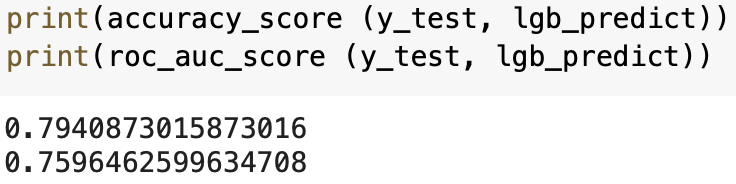 print(accuracy_score (y_test, lgb_predict))
print(roc_auc_score (y_test, lgb_predict))
0.7940873015873016
0.7596462599634708